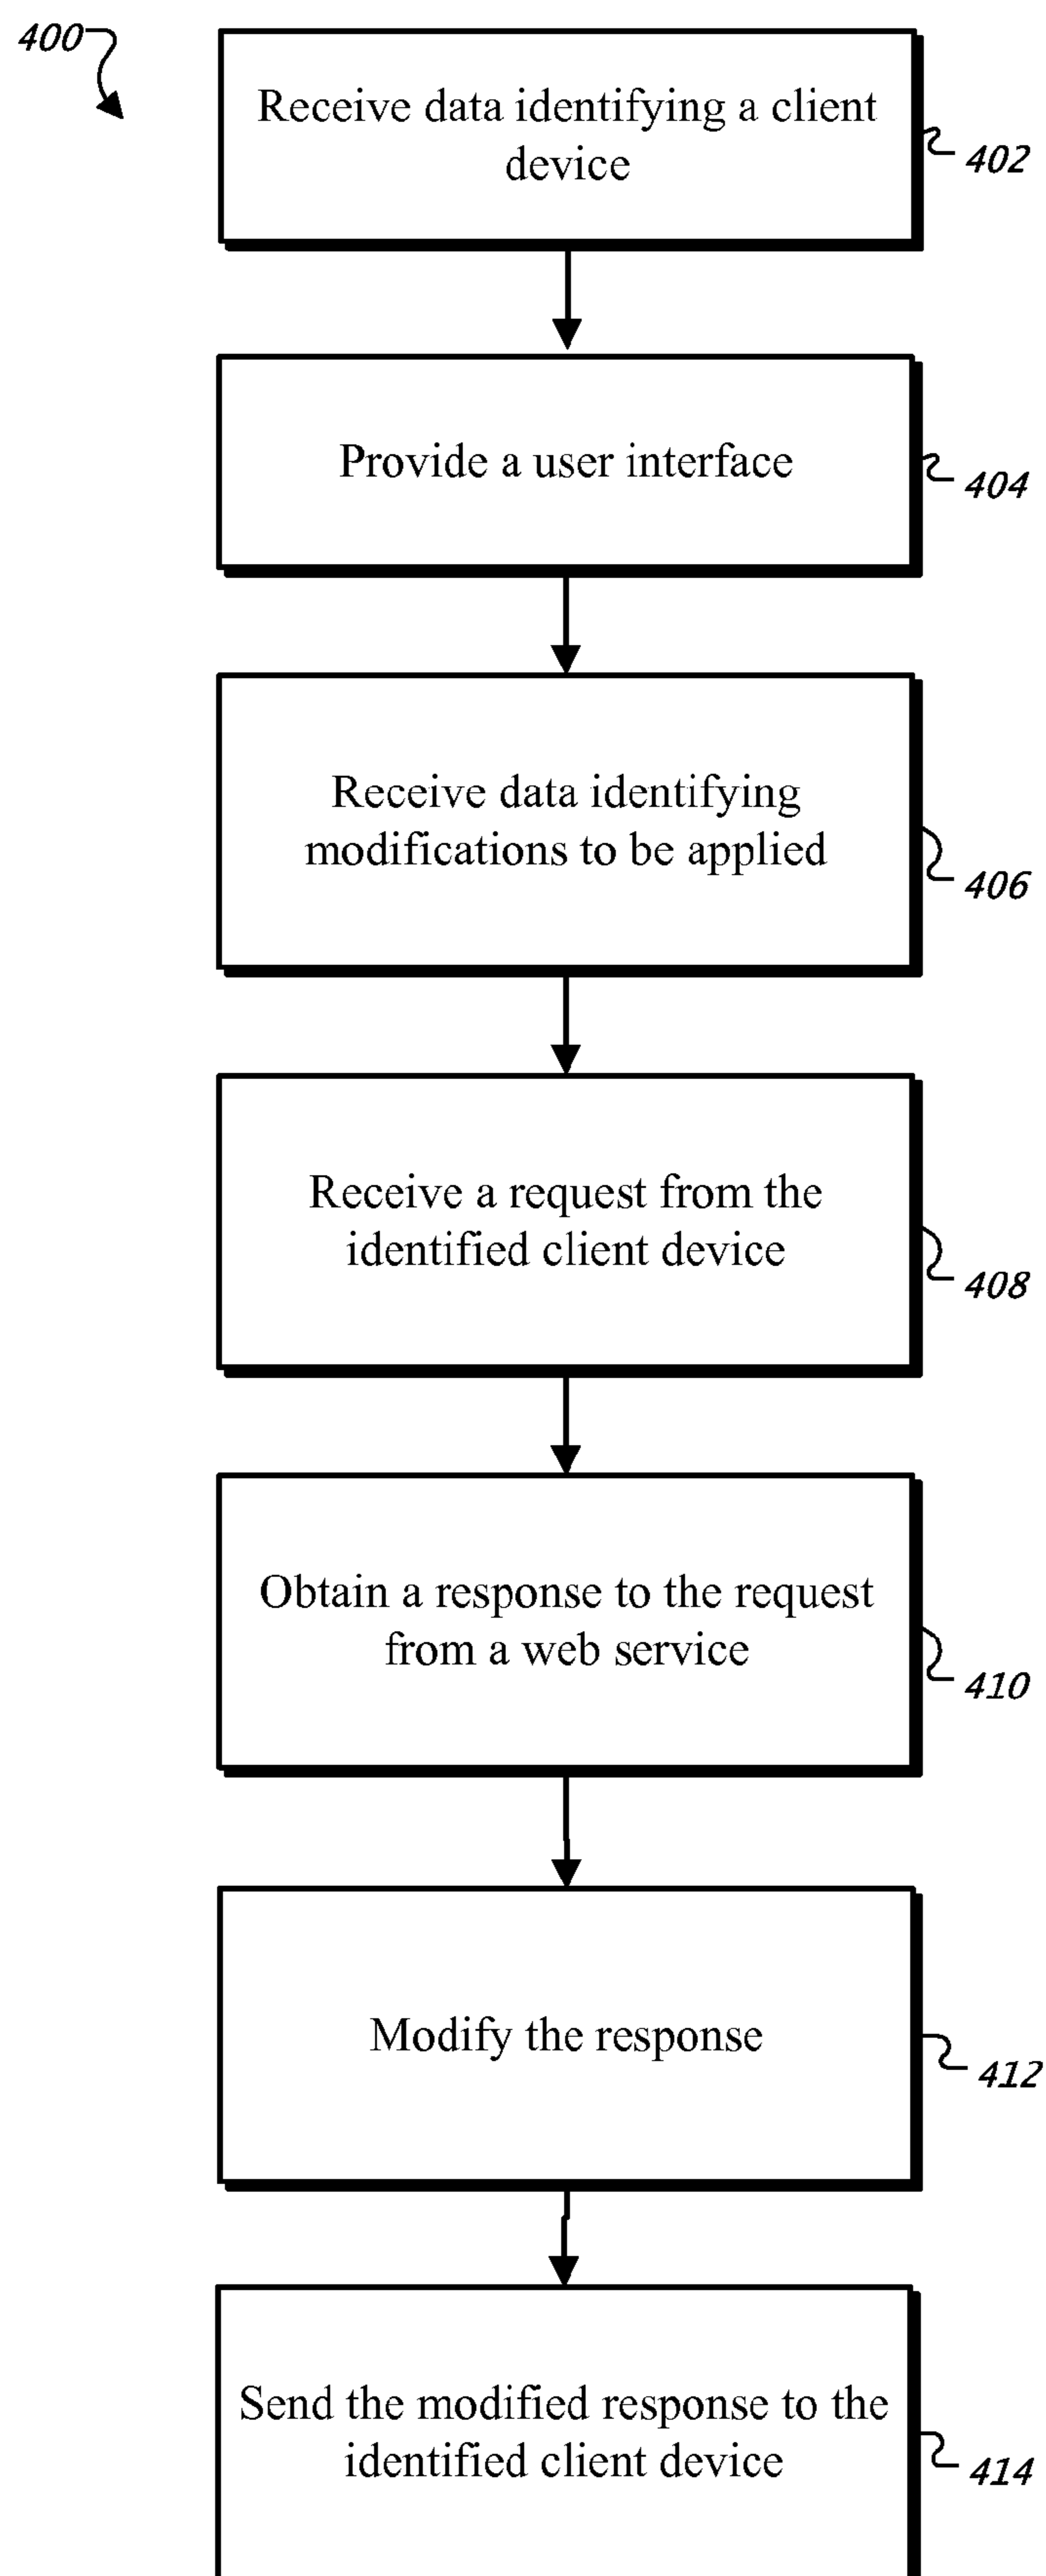 400
Receive data identifying a client
device
402
Provide a user interface
404
Receive data identifying
modifications to be applied
406
Receive a request from the
identified client device
408
Obtain a response to the request
from a web service
410
Modify the response
412
Send the modified response to the
identified client device
414